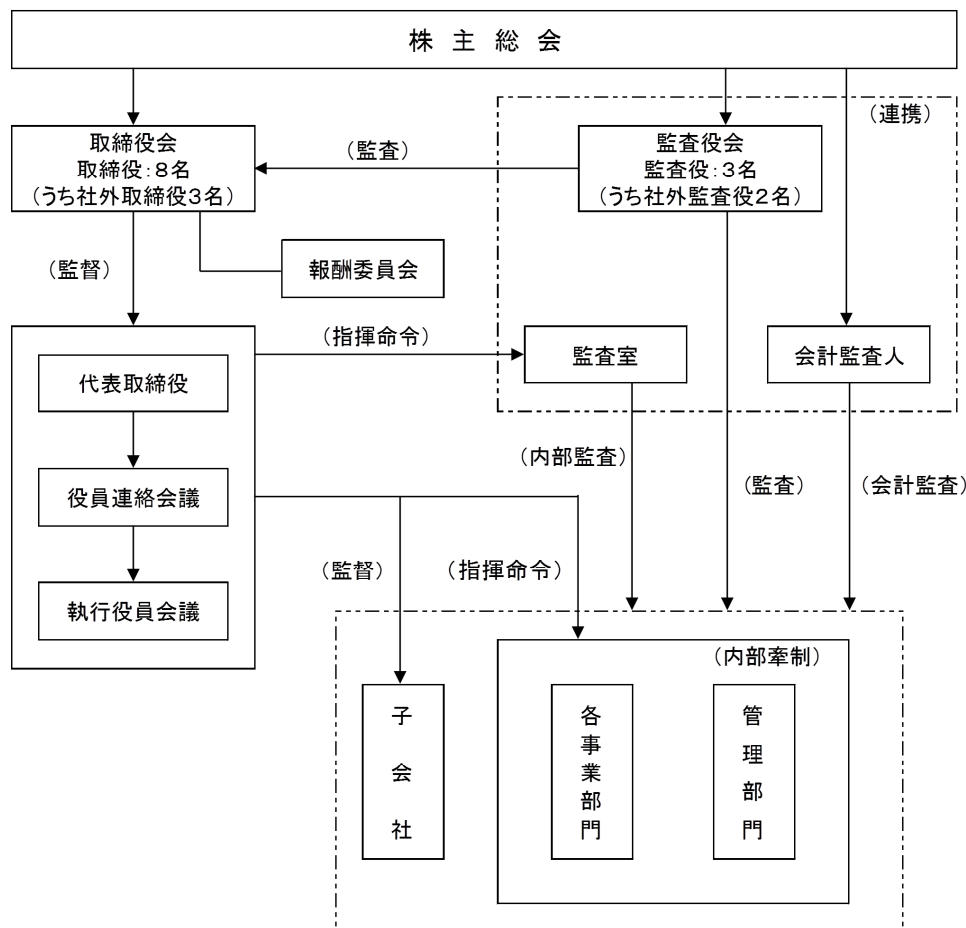 株主総会
(連携)
取締役会
取締役:8名
(うち社外取締役3名)
(監査)
監査役会
監査役:3名
(うち社外監査役2名)
(監督)
報酬委員会
(指揮命令)
監査室
会計監査人
代表取締役
(内部監査)
(監査)
(会計監査)
役員連絡会議
(監督)
(指揮命令)
執行役員会議
(内部牽制)
子会社
各事業部門
管理部門